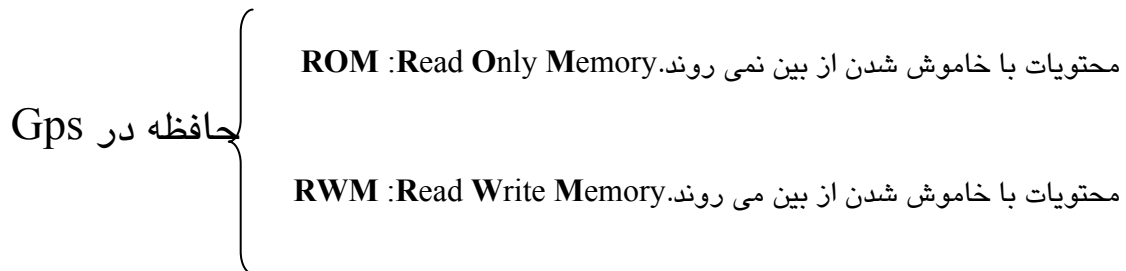 ROM :Read Only Memory.محتویات با خاموش شدن از بین نمی روند
حافظه در Gps
RWM :Read Write Memory.محتویات با خاموش شدن از بین می روند